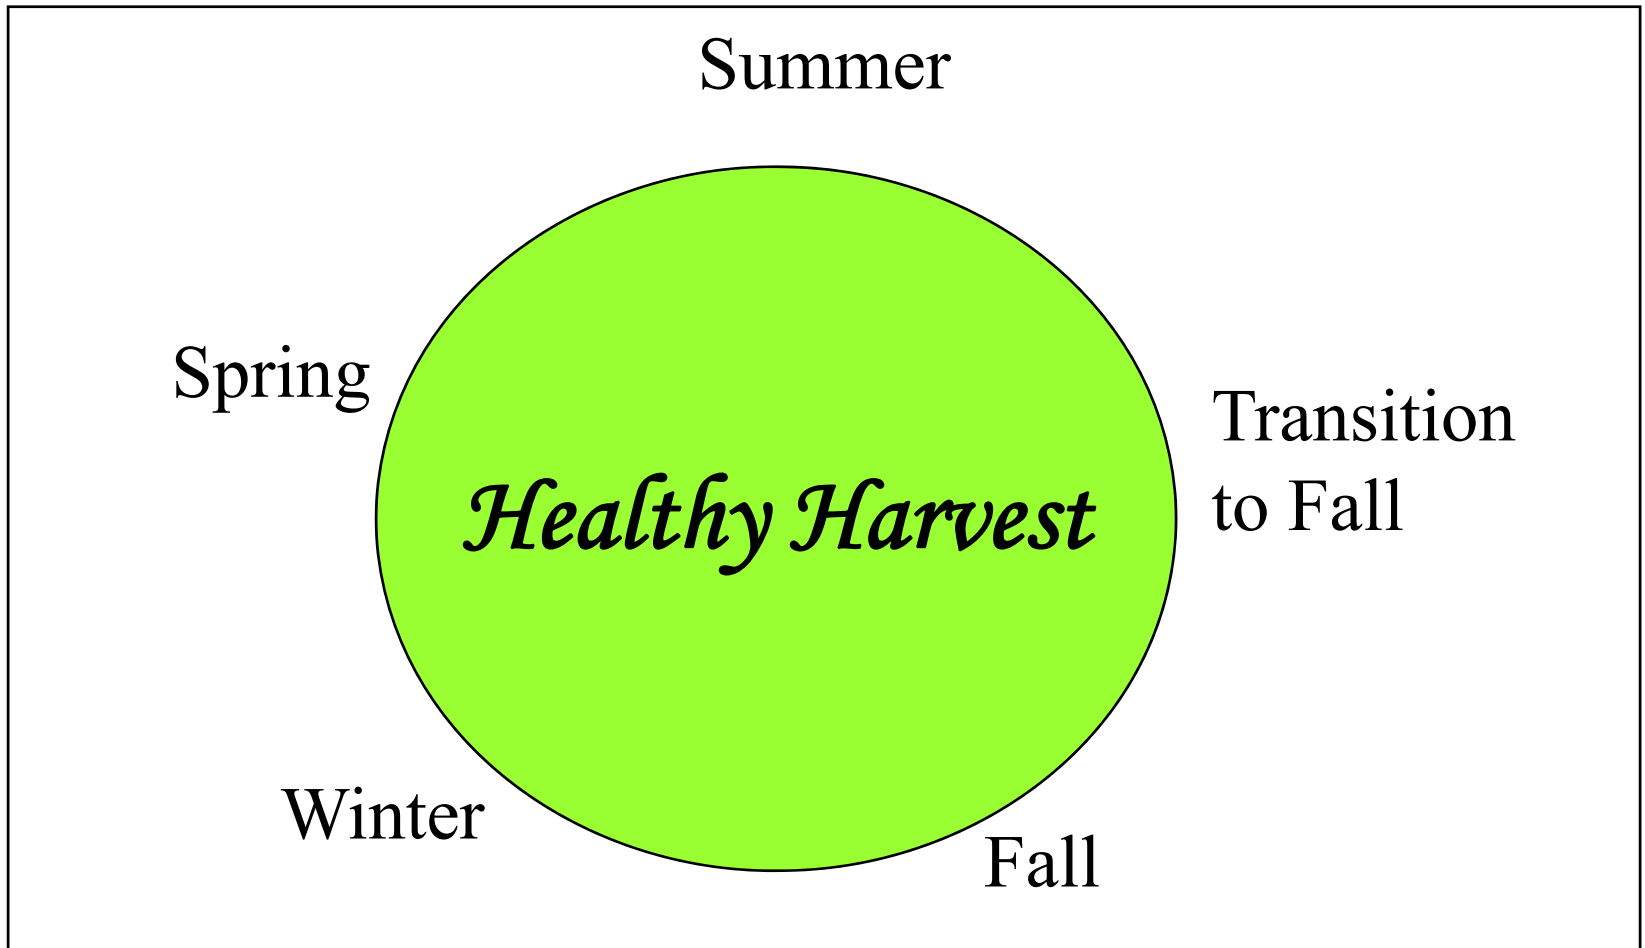 Summer
Spring
Transition
to Fall
Healthy Harvest
Winter
Fall